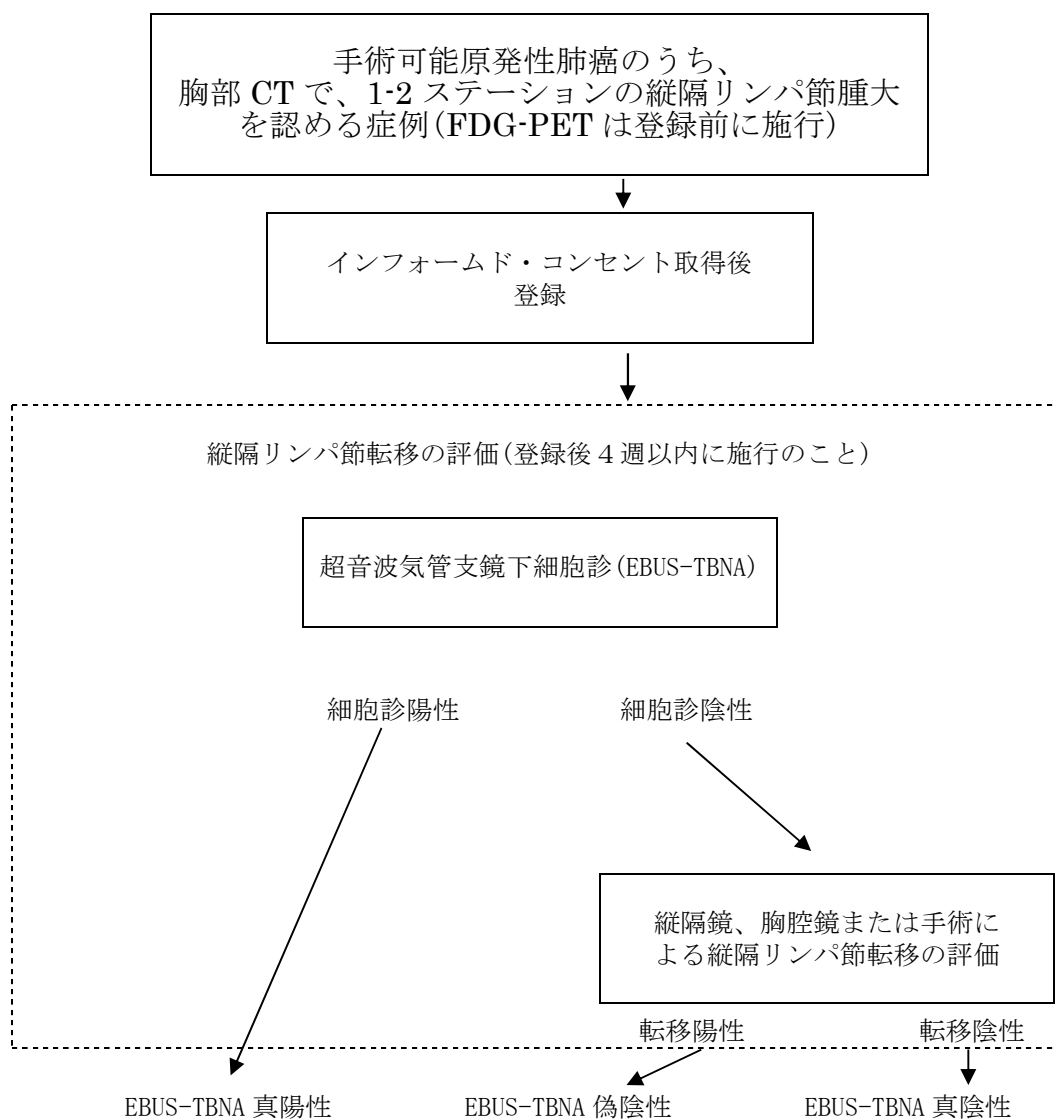 手術可能原発性肺癌のうち、
胸部 CT で、1-2 ステーションの縦隔リンパ節腫大
を認める症例(FDG-PET は登録前に施行)
インフォームド・コンセント取得後
登録
縦隔リンパ節転移の評価(登録後４週以内に施行のこと)
超音波気管支鏡下細胞診(EBUS-TBNA)
細胞診陽性
細胞診陰性
縦隔鏡、胸腔鏡または手術に
よる縦隔リンパ節転移の評価
転移陽性
転移陰性
EBUS-TBNA 真陽性
EBUS-TBNA 偽陰性
EBUS-TBNA 真陰性